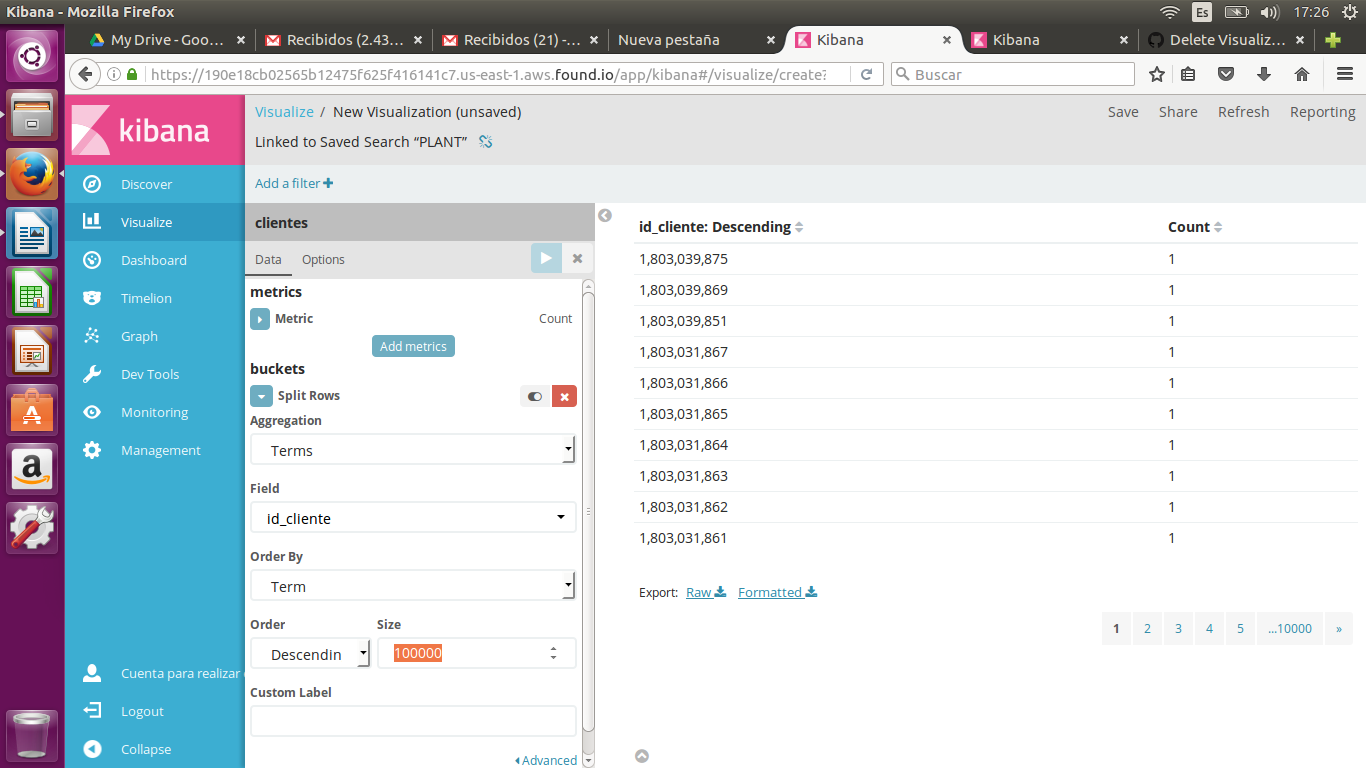 Kibana - Mozilla Firefox
Es
17:26
My Drive - Goo...
Recibidos (2.43...
Recibidos (21) -...
Nueva pestaña
Kibana
Kibana
Delete Visualiz...
https://190e18cb02565b12475f625f416141c7.us-east-1.aws.found.io/app/kibana#/visualize/create?
Buscar
kibana
Discover
Visualize
Dashboard
Timelion
Graph
Dev Tools
Monitoring
Management
Cuenta para realizar
Logout
Collapse
Visualize / New Visualization (unsaved)
Save Share Refresh Reporting
Linked to Saved Search “PLANT”
Add a filter
clientes
Data Options
metrics
Metric Count
Add metrics
buckets
Split Rows
Aggregation
Terms
Field
id_cliente
Order By
Term
Order Size
Descendin 100000
Custom Label
Advanced
id_cliente: Descending Count
1,803,039,875 1
1,803,039,869 1
1,803,039,851 1
1,803,031,867 1
1,803,031,866 1
1,803,031,865 1
1,803,031,864 1
1,803,031,863 1
1,803,031,862 1
1,803,031,861 1
Export: Raw Formatted
1 2 3 4 5 ...10000 »